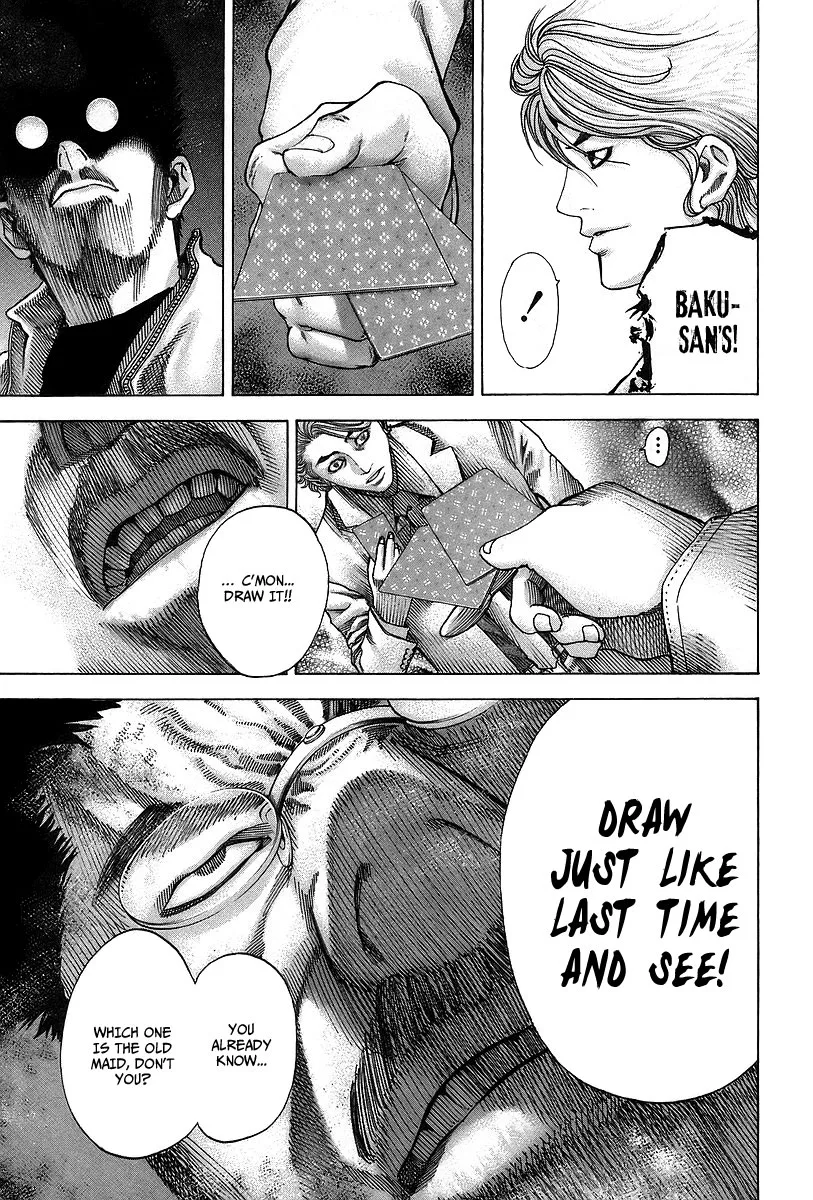 BAKU-
SAN'S!
!
...
... C'MON...
DRAW IT!!
DRAW
JUST LIKE
LAST TIME
AND SEE!
YOU
ALREADY
KNOW...
WHICH ONE
IS THE OLD
MAID, DON'T
YOU?